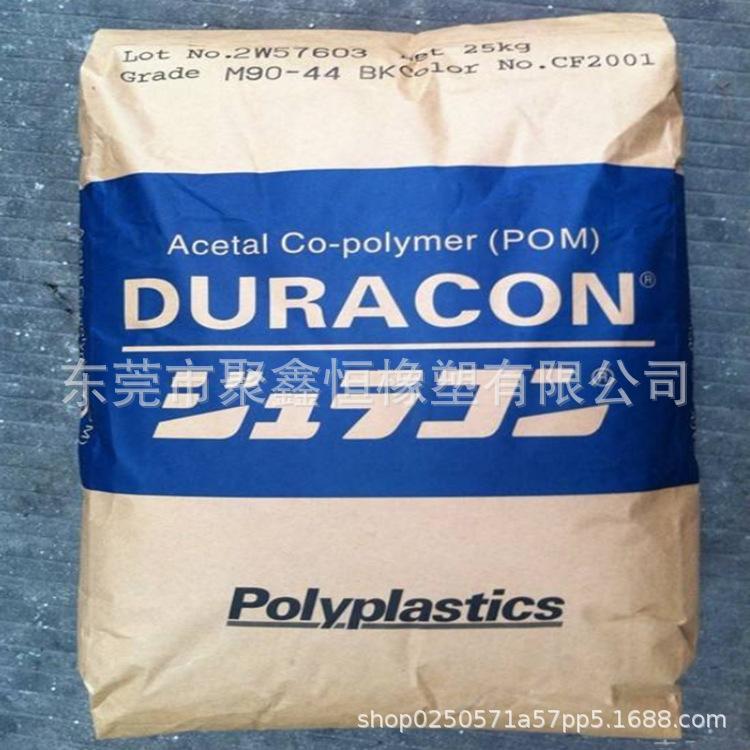 Lot No.2W57603 Net 25kg
Grade M90-44 BK Color No.CF2001
Acetal Co-polymer (POM)
DURACON®
ジュラコン®
东莞市聚鑫恒橡塑有限公司
Polyplastics
shop0250571a57pp5.1688.com